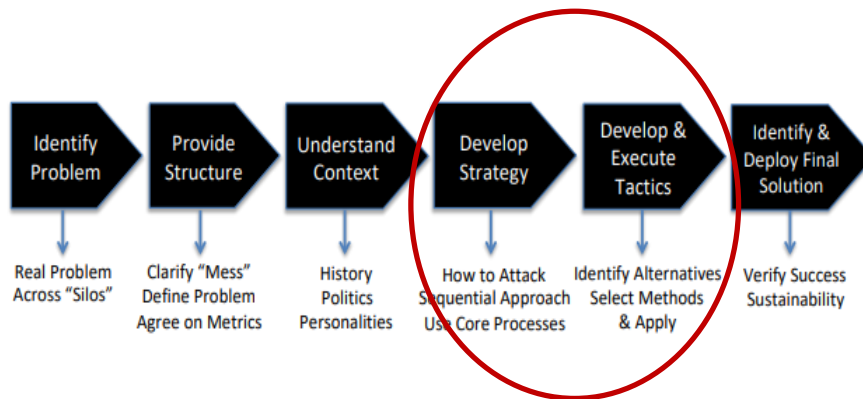 Identify
Problem
Provide
Structure
Understand
Context
Develop
Strategy
Develop &
Execute
Tactics
Identify &
Deploy Final
Solution
Real Problem
Across “Silos”
Clarify “Mess”
Define Problem
Agree on Metrics
History
Politics
Personalities
How to Attack
Sequential Approach
Use Core Processes
Identify Alternatives
Select Methods
& Apply
Verify Success
Sustainability